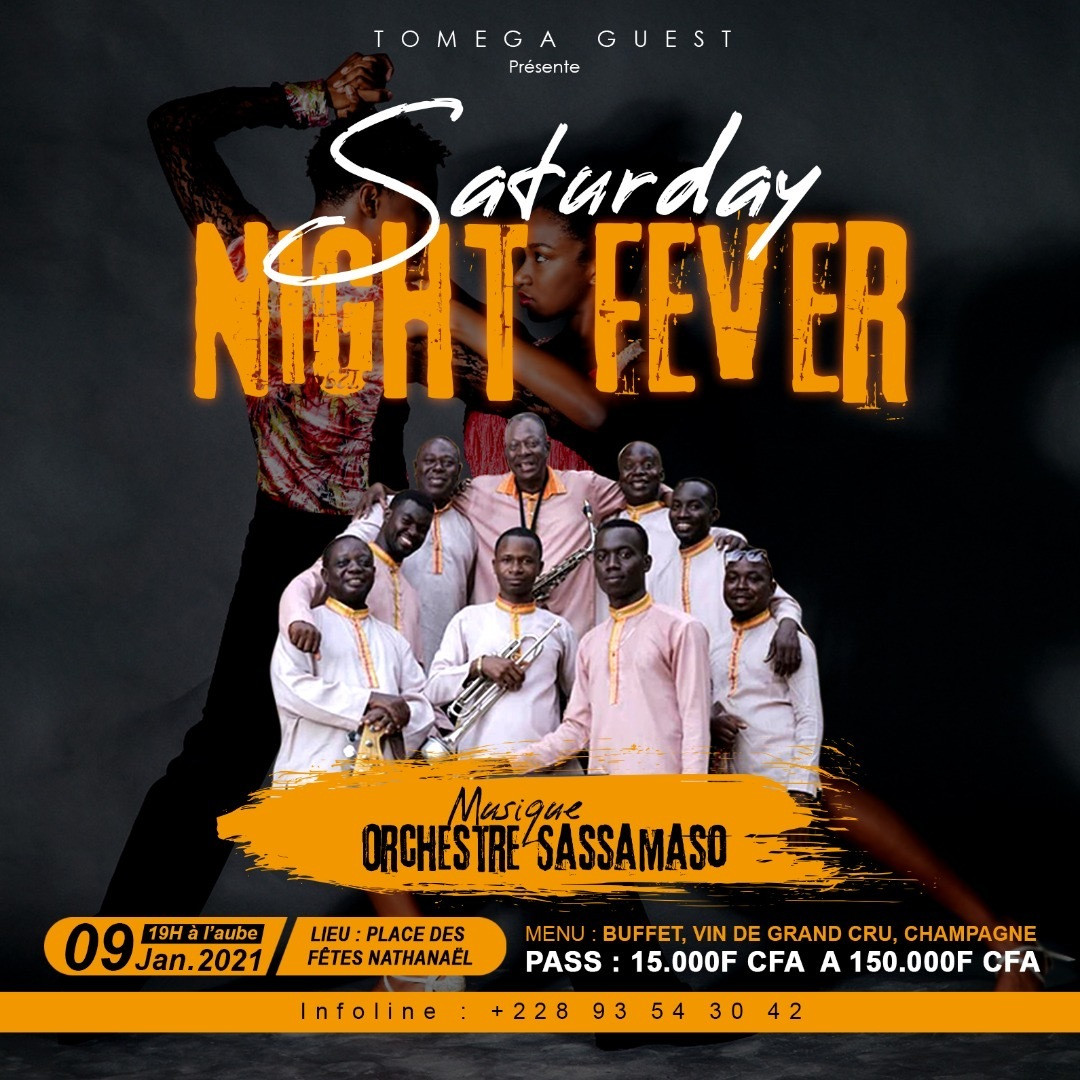 TOMEGA GUEST
Présente
Saturday
NIGHT FEVER
Musique
ORCHESTRE SASSAMASO
09
19H à l'aube
Jan.2021
LIEU : PLACE DES
FÊTES NATHANAËL
MENU : BUFFET, VIN DE GRAND CRU, CHAMPAGNE
PASS : 15.000F CFA A 150.000F CFA
Infoline : +228 93 54 30 42